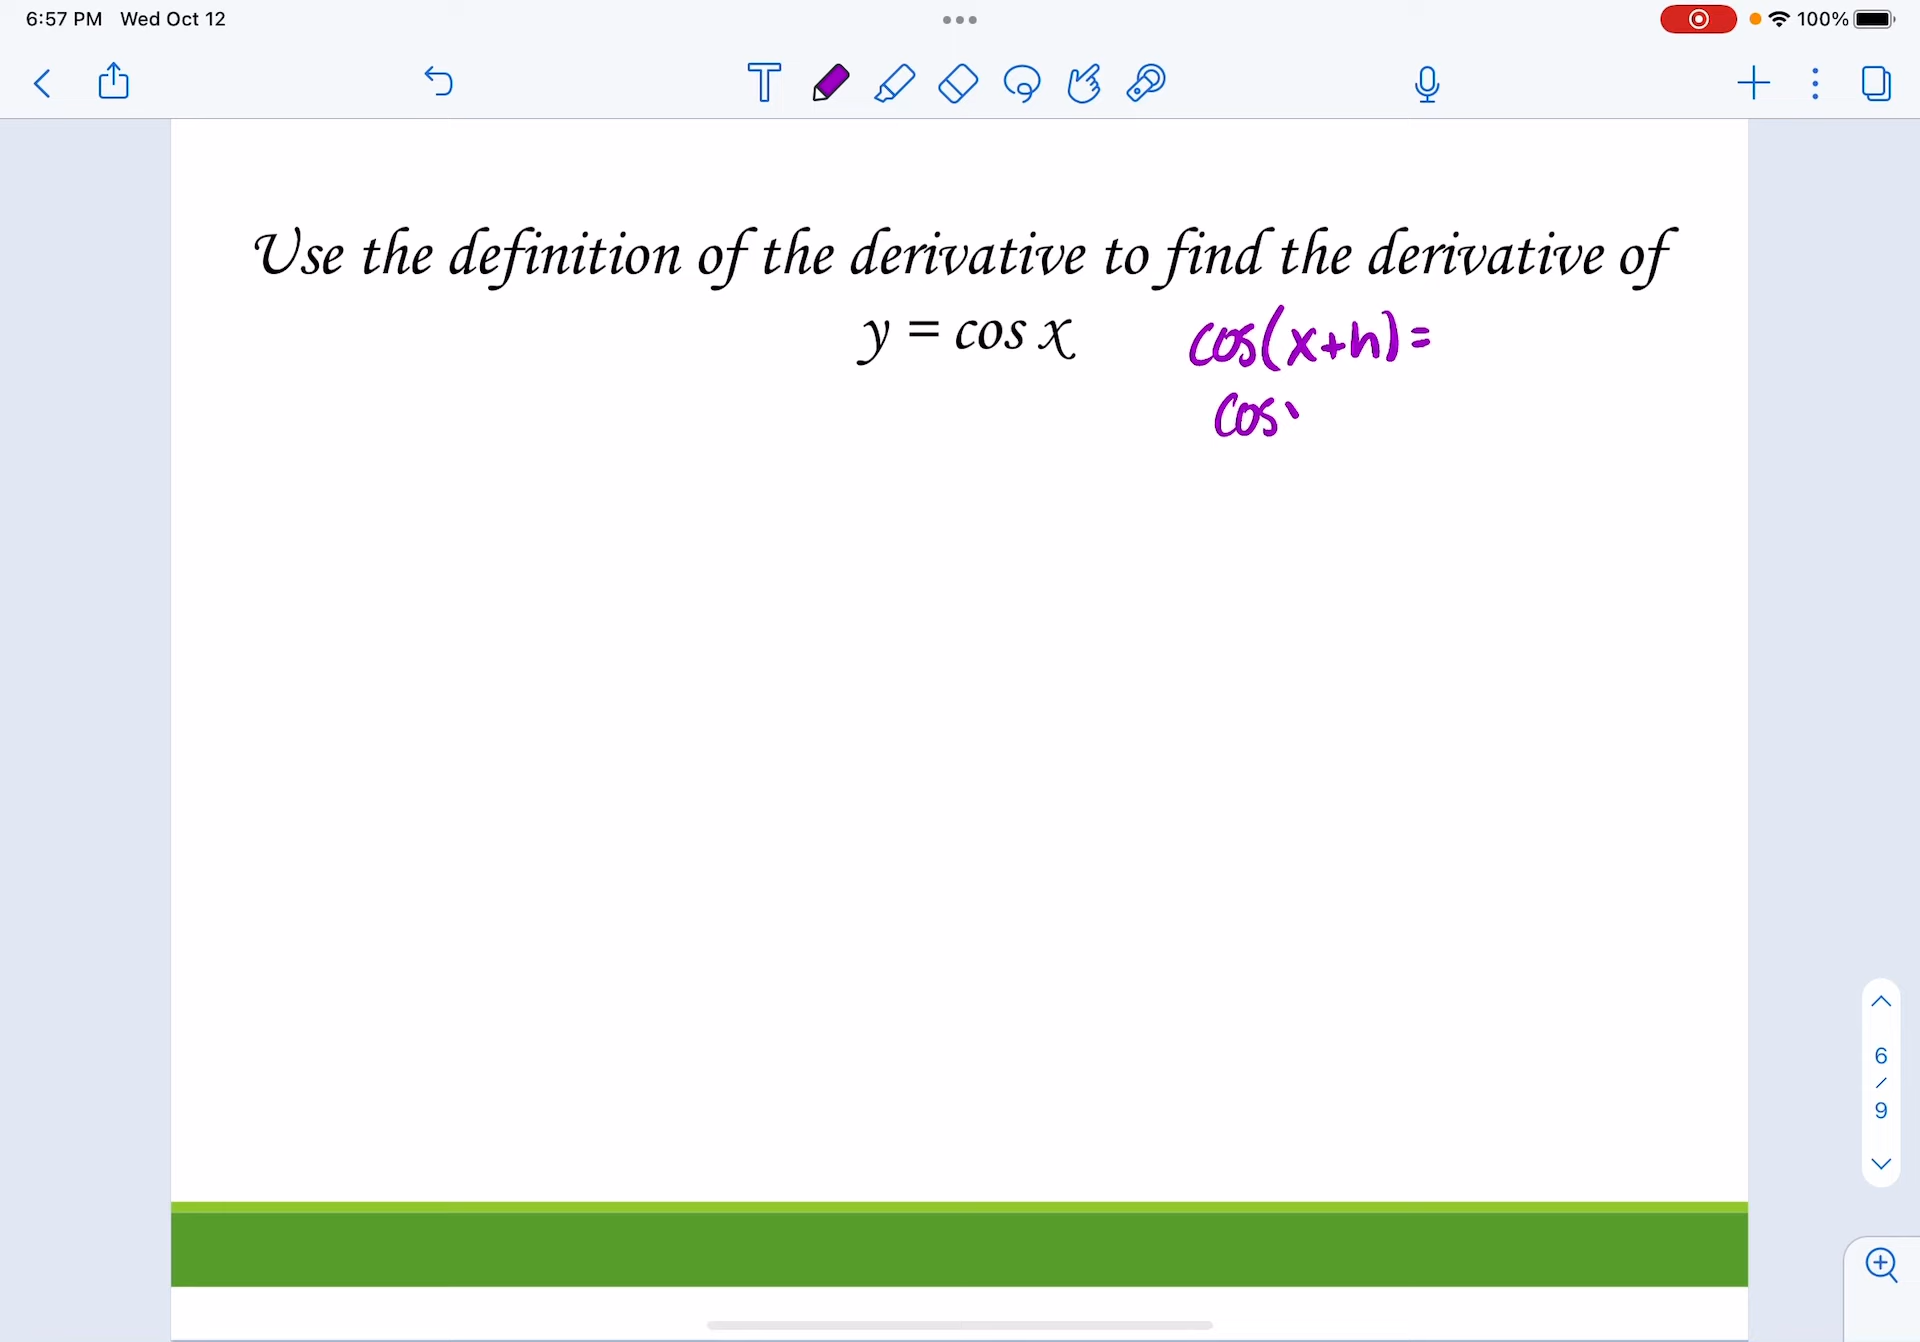 6:57 PM Wed Oct 12
100%
Use the definition of the derivative to find the derivative of
y = cos x
cos(x+h)=
cos
6
/
9